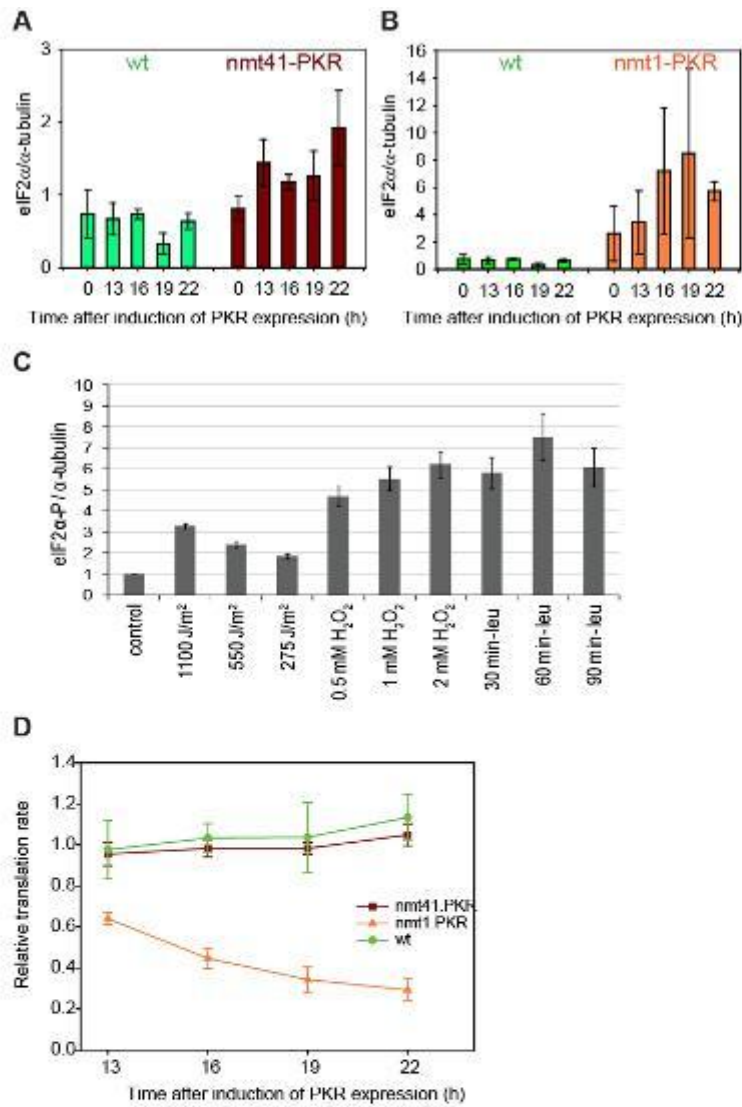 A
B
3
2
1
0
eIF2α/α-tubulin
wt
nmt41-PKR
0 13 16 19 22 0 13 16 19 22
Time after induction of PKR expression (h)
16
14
12
10
8
6
4
2
0
eIF2α/α-tubulin
wt
nmt1-PKR
0 13 16 19 22 0 13 16 19 22
Time after induction of PKR expression (h)
C
10
9
8
7
6
5
4
3
2
1
0
eIF2α-P / α-tubulin
control
1100 J/m²
550 J/m²
275 J/m²
0.5 mM H₂O₂
1 mM H₂O₂
2 mM H₂O₂
30 min-leu
60 min-leu
90 min-leu
D
1.4
1.2
1.0
0.8
0.6
0.4
0.2
0.0
Relative translation rate
nmt41.PKR
nmt1.PKR
wt
13 16 19 22
Time after induction of PKR expression (h)